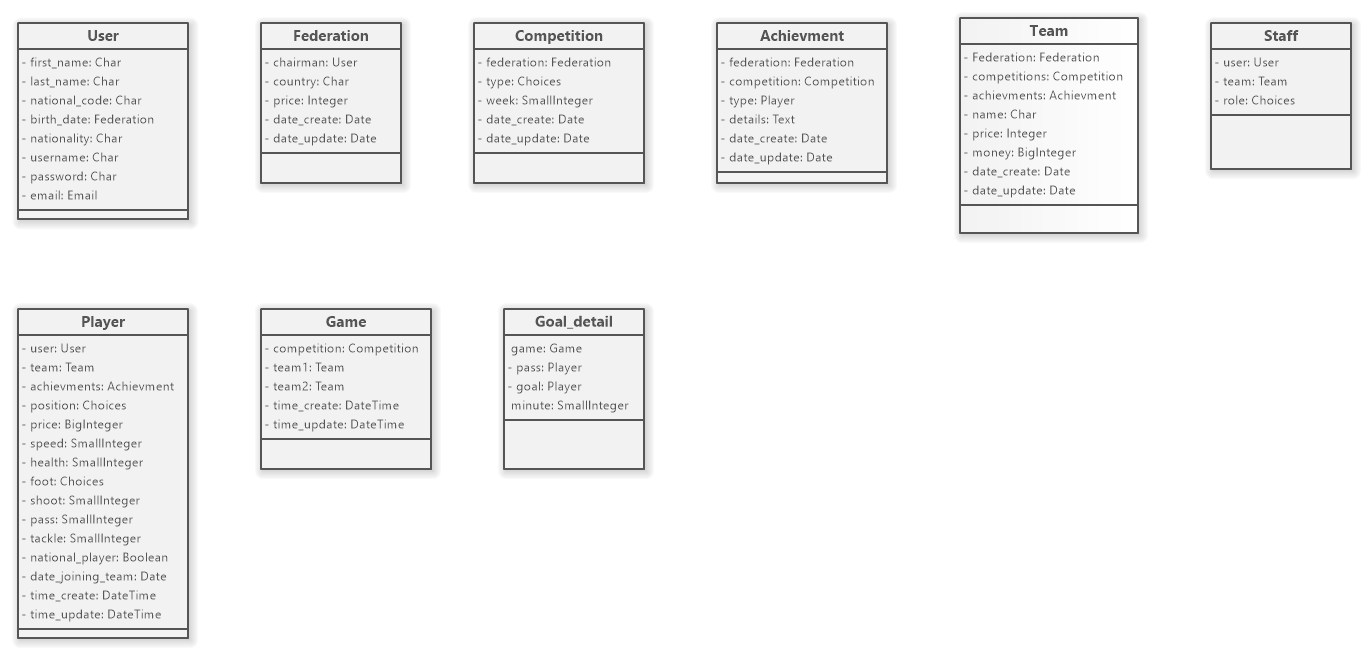 User
- first_name: Char
- last_name: Char
- national_code: Char
- birth_date: Federation
- nationality: Char
- username: Char
- password: Char
- email: Email
Federation
- chairman: User
- country: Char
- price: Integer
- date_create: Date
- date_update: Date
Competition
- federation: Federation
- type: Choices
- week: SmallInteger
- date_create: Date
- date_update: Date
Achievment
- federation: Federation
- competition: Competition
- type: Player
- details: Text
- date_create: Date
- date_update: Date
Team
- Federation: Federation
- competitions: Competition
- achievments: Achievment
- name: Char
- price: Integer
- money: BigInteger
- date_create: Date
- date_update: Date
Staff
- user: User
- team: Team
- role: Choices
Player
- user: User
- team: Team
- achievments: Achievment
- position: Choices
- price: BigInteger
- speed: SmallInteger
- health: SmallInteger
- foot: Choices
- shoot: SmallInteger
- pass: SmallInteger
- tackle: SmallInteger
- national_player: Boolean
- date_joining_team: Date
- time_create: DateTime
- time_update: DateTime
Game
- competition: Competition
- team1: Team
- team2: Team
- time_create: DateTime
- time_update: DateTime
Goal_detail
game: Game
- pass: Player
- goal: Player
minute: SmallInteger